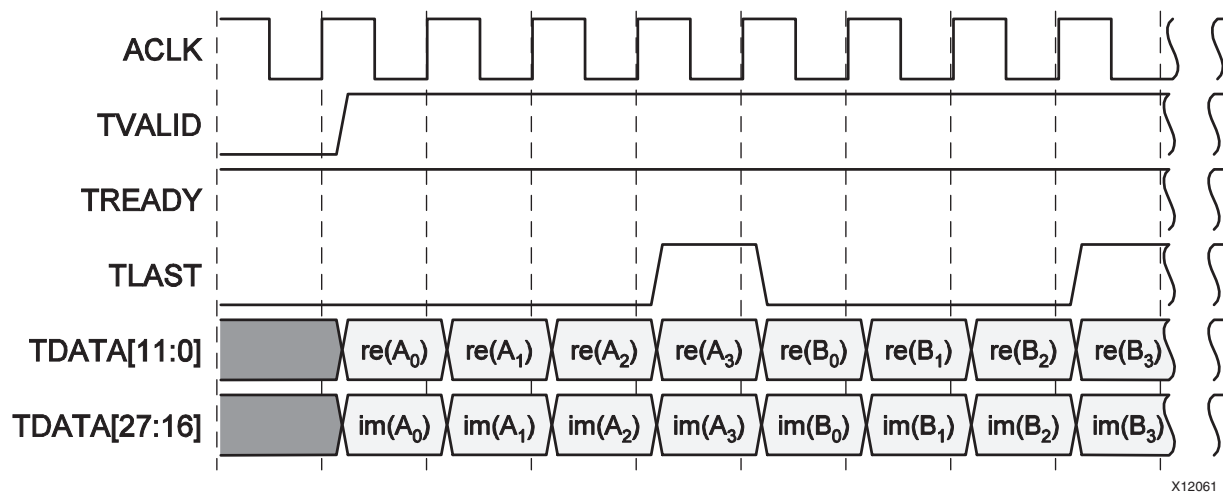 ACLK
TVALID
TREADY
TLAST
TDATA[11:0] re(A₀) re(A₁) re(A₂) re(A₃) re(B₀) re(B₁) re(B₂) re(B₃)
TDATA[27:16] im(A₀) im(A₁) im(A₂) im(A₃) im(B₀) im(B₁) im(B₂) im(B₃)
X12061